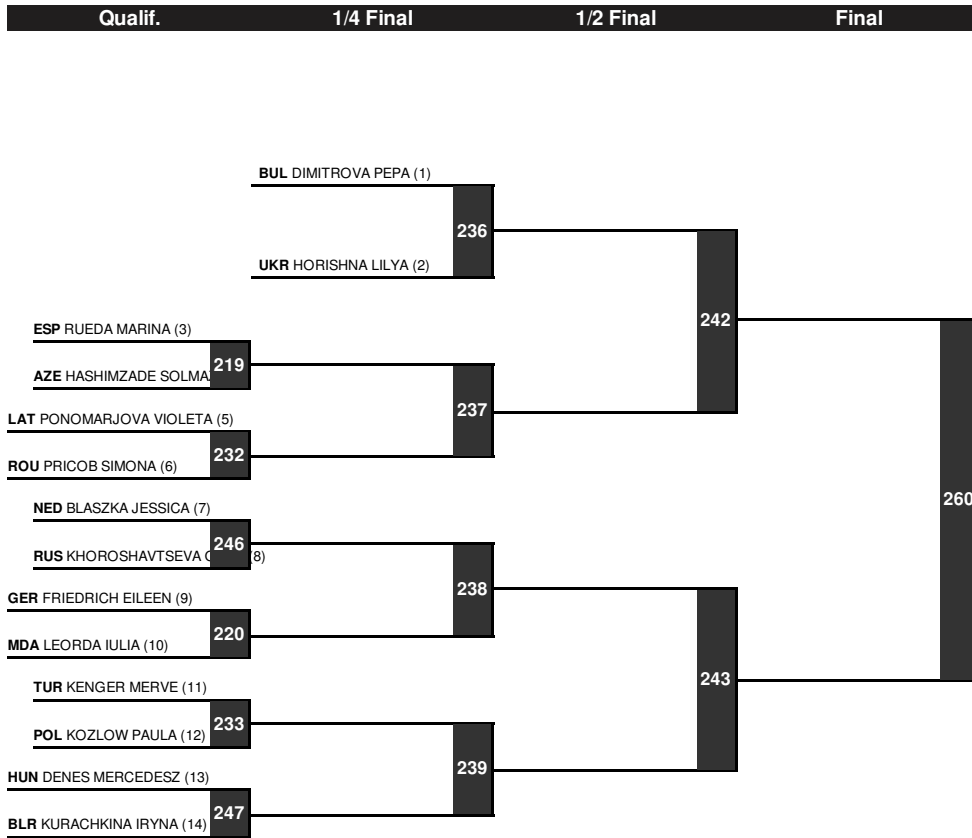 Qualif. 1/4 Final 1/2 Final Final
BUL DIMITROVA PEPA (1)
236
UKR HORISHNA LILYA (2)
ESP RUEDA MARINA (3)
242
219
AZE HASHIMZADE SOLMA
237
LAT PONOMARJOVA VIOLETA (5)
232
ROU PRICOB SIMONA (6)
260
NED BLASZKA JESSICA (7)
246
RUS KHOROSHAVTSEVA (8)
238
GER FRIEDRICH EILEEN (9)
220
MDA LEORDA IULIA (10)
243
TUR KENGER MERVE (11)
233
POL KOZLOW PAULA (12)
239
HUN DENES MERCEDESZ (13)
247
BLR KURACHKINA IRYNA (14)